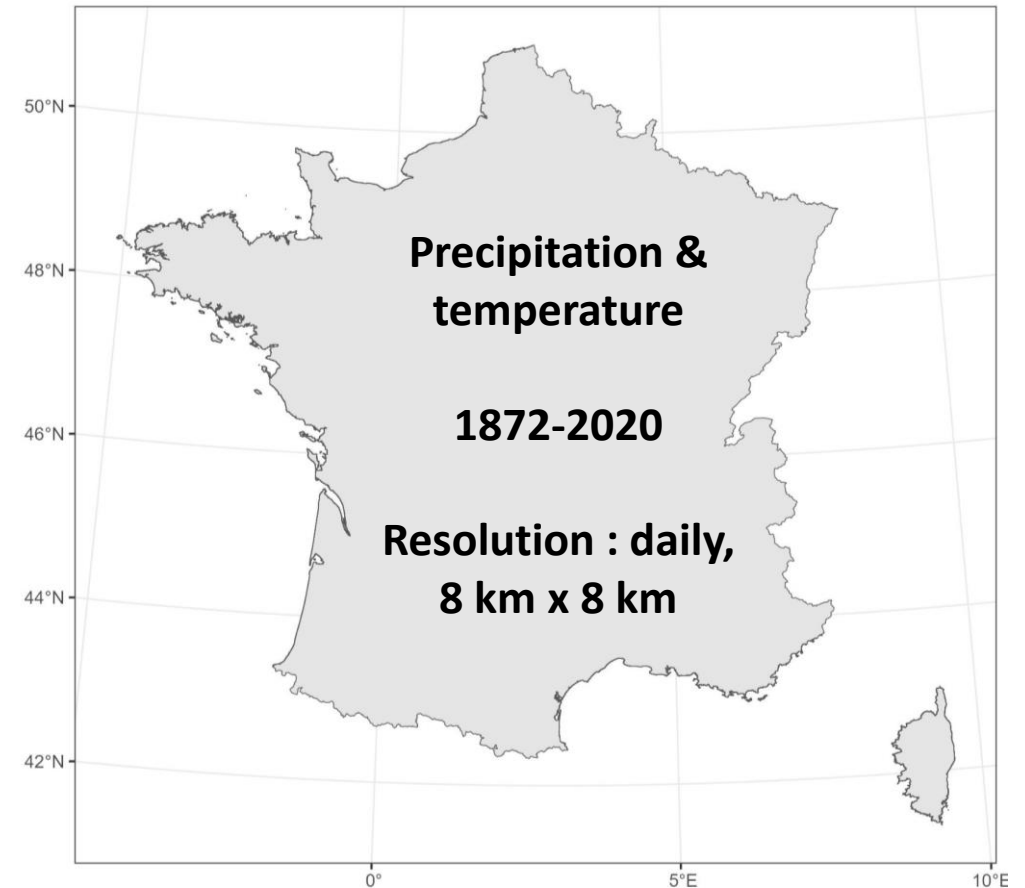 50°N
48°N
46°N
44°N
42°N
Precipitation &
temperature
1872-2020
Resolution : daily,
8 km x 8 km
0°
5°E
10°E